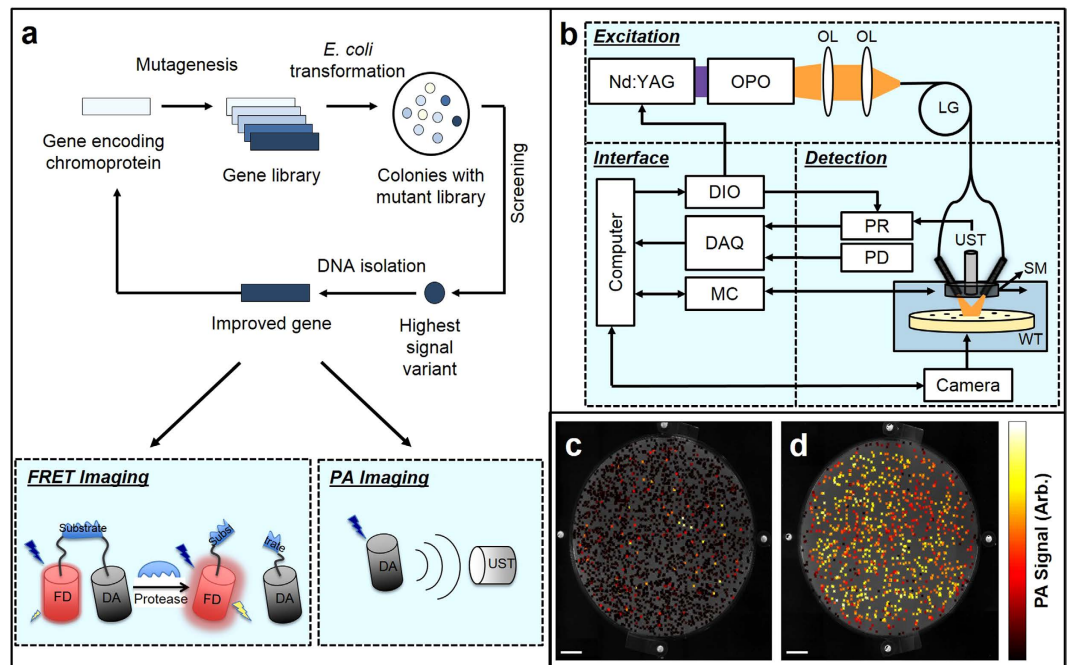 a
Mutagenesis
E. coli
transformation
Gene encoding
chromoprotein
Gene library
Colonies with
mutant library
Screening
DNA isolation
Improved gene
Highest
signal
variant
FRET Imaging
Substrate
FD
DA
Protease
Subst
rate
FD
DA
PA Imaging
DA
UST
b
Excitation
OL
OL
Nd:YAG
OPO
LG
Interface
Detection
Computer
DIO
DAQ
MC
PR
PD
UST
SM
WT
Camera
c
d
PA Signal (Arb.)